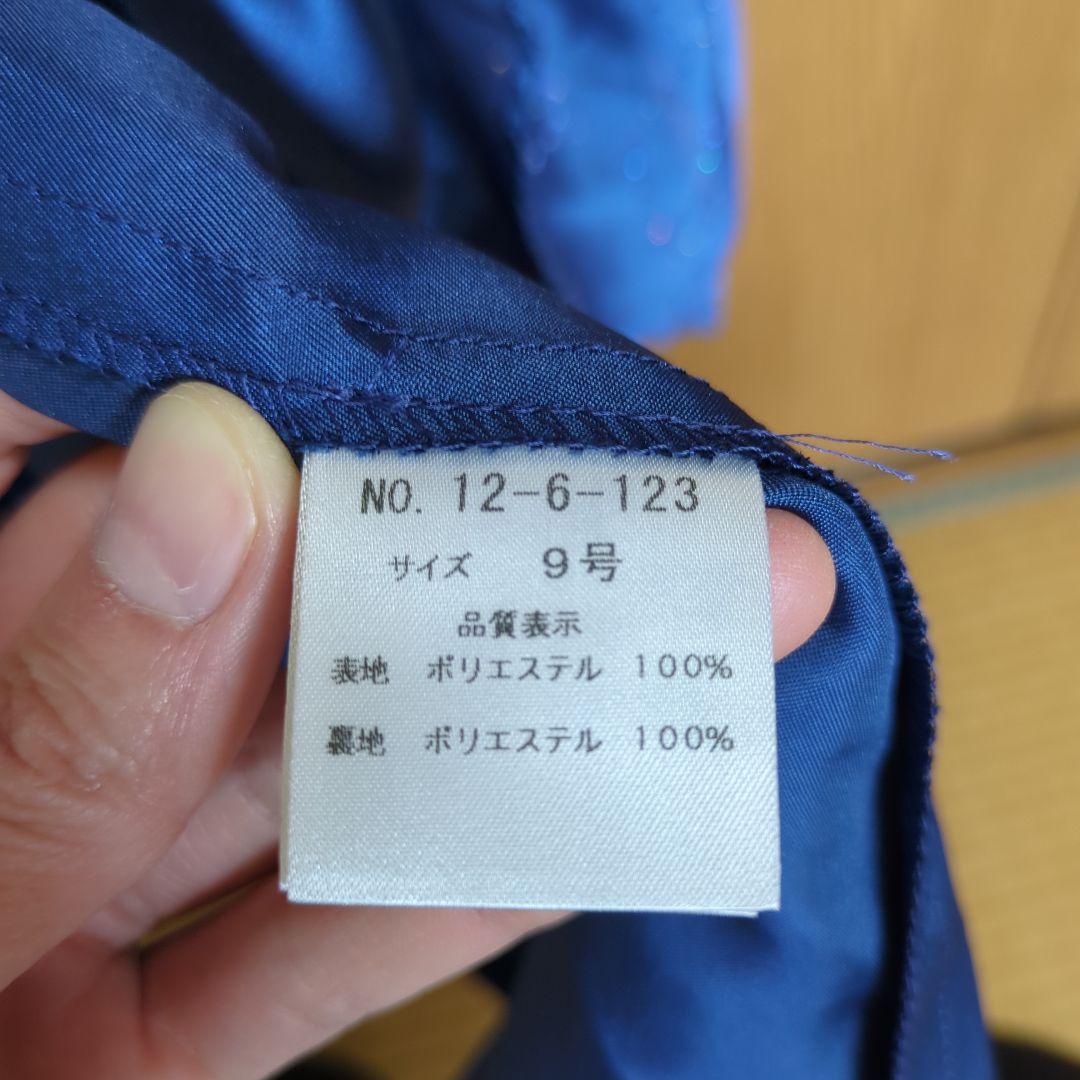 NO. 12-6-123
サイズ 9号
品質表示
表地 ポリエステル 100%
裏地 ポリエステル 100%